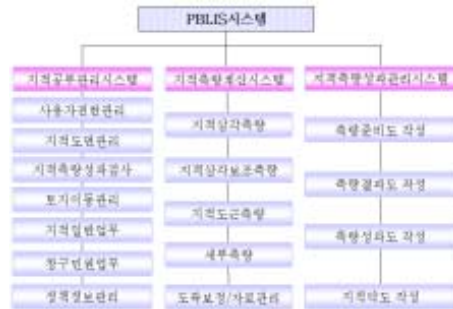 PBLIS시스템
지적공부관리시스템
사용자권한관리
지적도면관리
지적측량성과검사
토지이동관리
지적일반업무
창구민원업무
정책정보관리
지적측량계산시스템
지적삼각측량
지적삼각보조측량
지적도근측량
세부측량
도곽보정/자료관리
지적측량성과관리시스템
측량준비도 작성
측량결과도 작성
측량성과도 작성
지적약도 작성